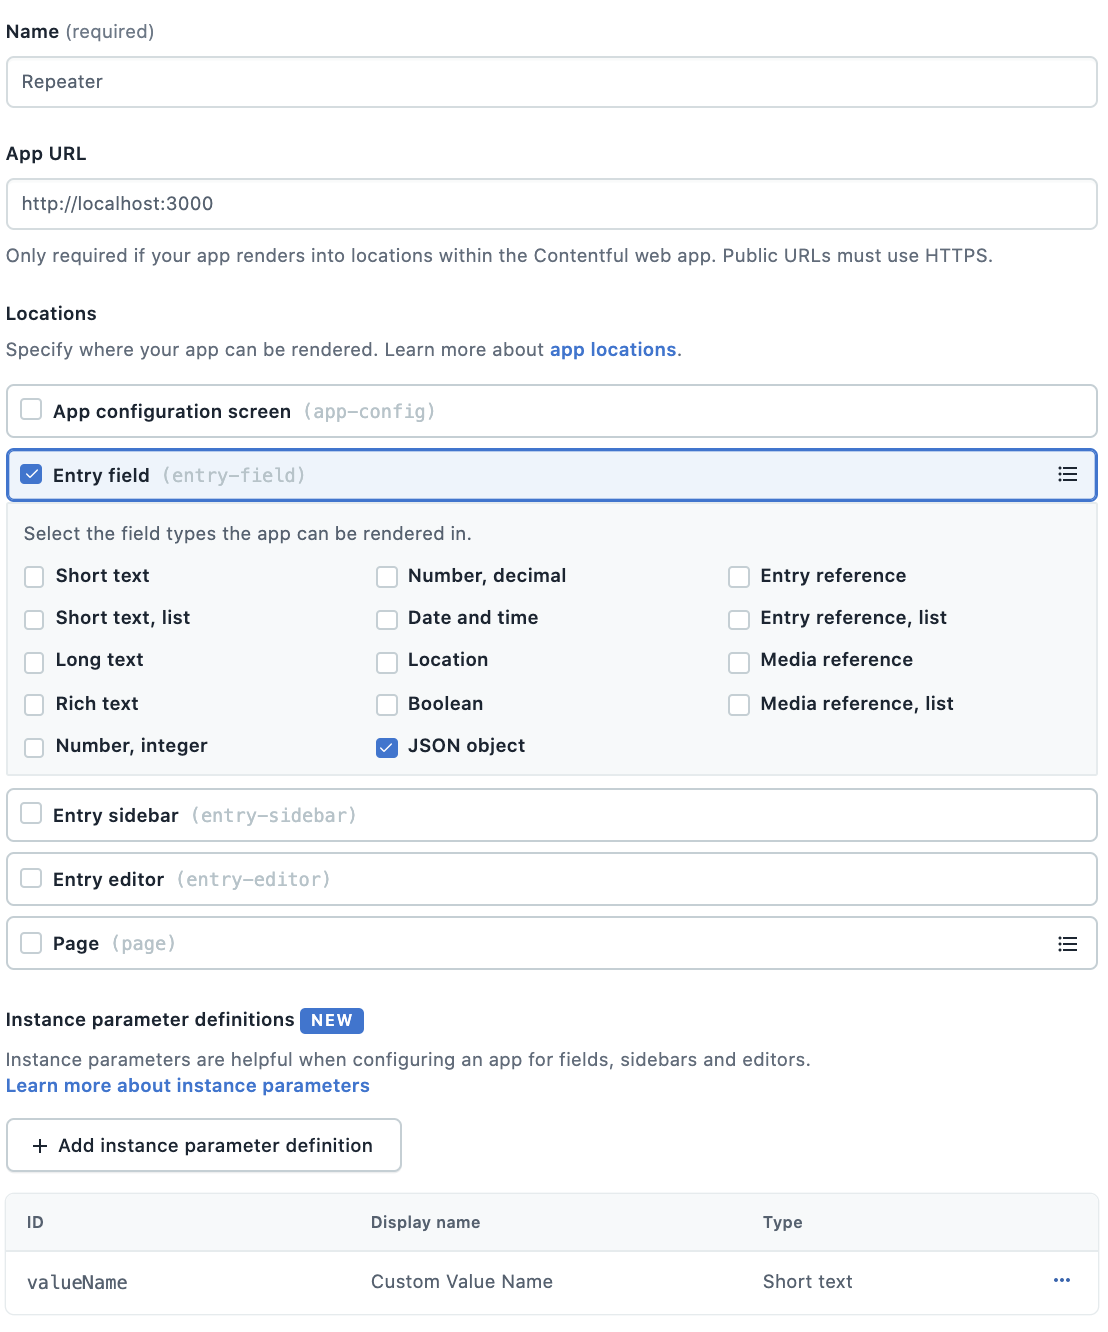 Name (required)
Repeater
App URL
http://localhost:3000
Only required if your app renders into locations within the Contentful web app. Public URLs must use HTTPS.
Locations
Specify where your app can be rendered. Learn more about app locations.
App configuration screen (app-config)
Entry field (entry-field)
Select the field types the app can be rendered in.
Short text
Number, decimal
Entry reference
Short text, list
Date and time
Entry reference, list
Long text
Location
Media reference
Rich text
Boolean
Media reference, list
Number, integer
JSON object
Entry sidebar (entry-sidebar)
Entry editor (entry-editor)
Page (page)
Instance parameter definitions NEW
Instance parameters are helpful when configuring an app for fields, sidebars and editors.
Learn more about instance parameters
+ Add instance parameter definition
ID Display name Type
valueName Custom Value Name Short text